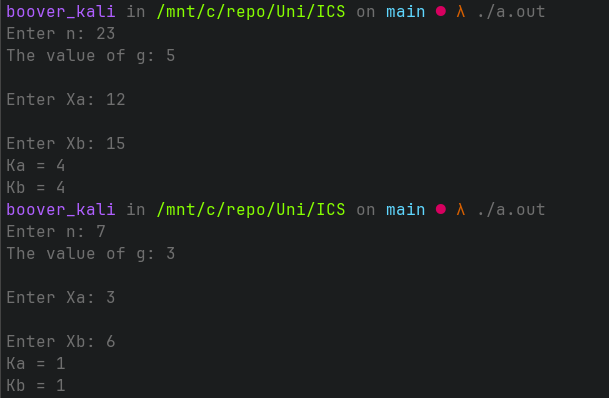 boover_kali in /mnt/c/repo/Uni/ICS on main ● λ ./a.out
Enter n: 23
The value of g: 5
Enter Xa: 12
Enter Xb: 15
Ka = 4
Kb = 4
boover_kali in /mnt/c/repo/Uni/ICS on main ● λ ./a.out
Enter n: 7
The value of g: 3
Enter Xa: 3
Enter Xb: 6
Ka = 1
Kb = 1